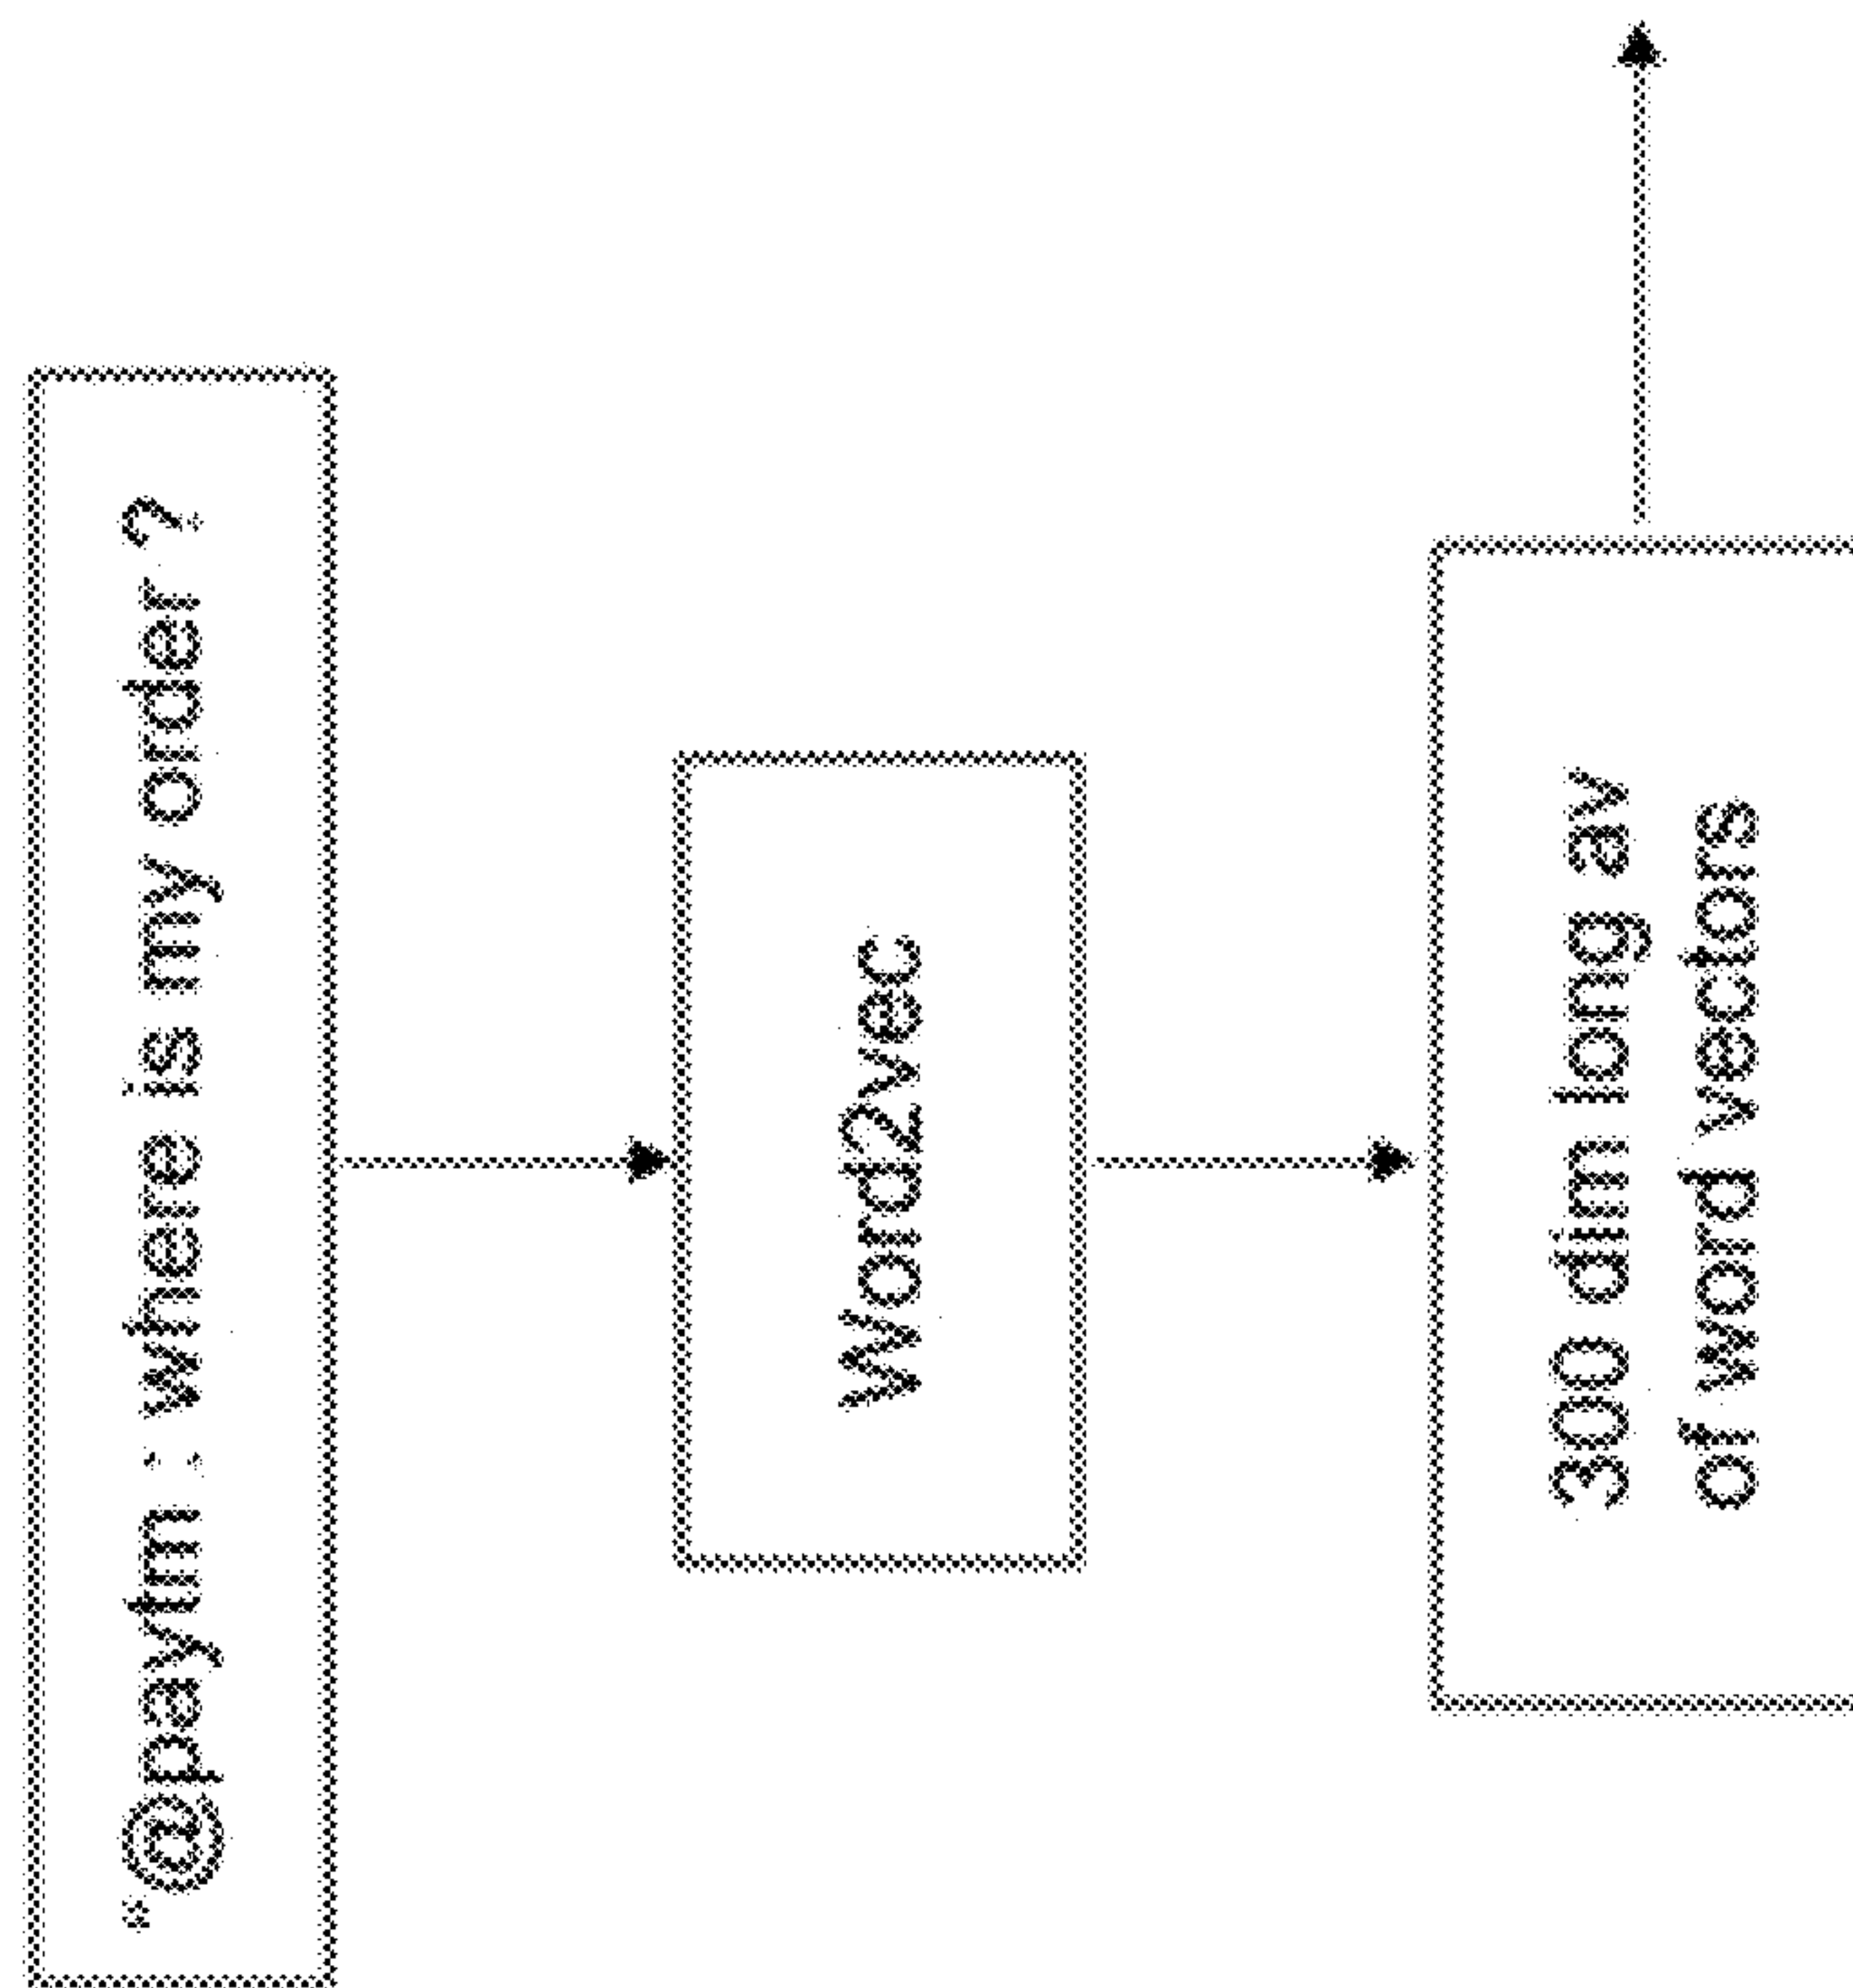 “@paytm : where is my order ?
Word2vec
300 dim long av
of word vectors